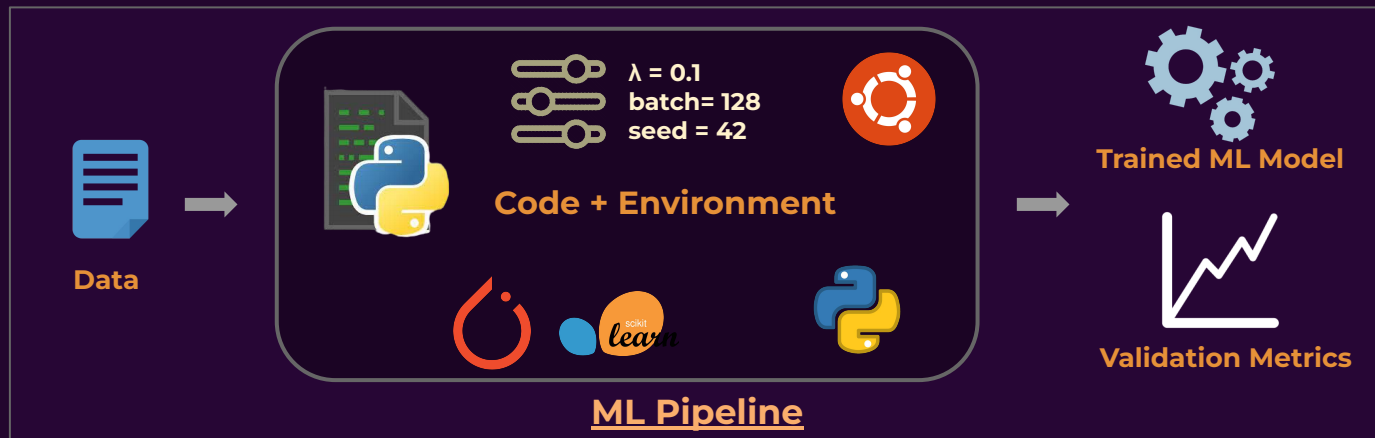 λ = 0.1
batch= 128
seed = 42
Trained ML Model
Code + Environment
Data
scikit
learn
Validation Metrics
ML Pipeline